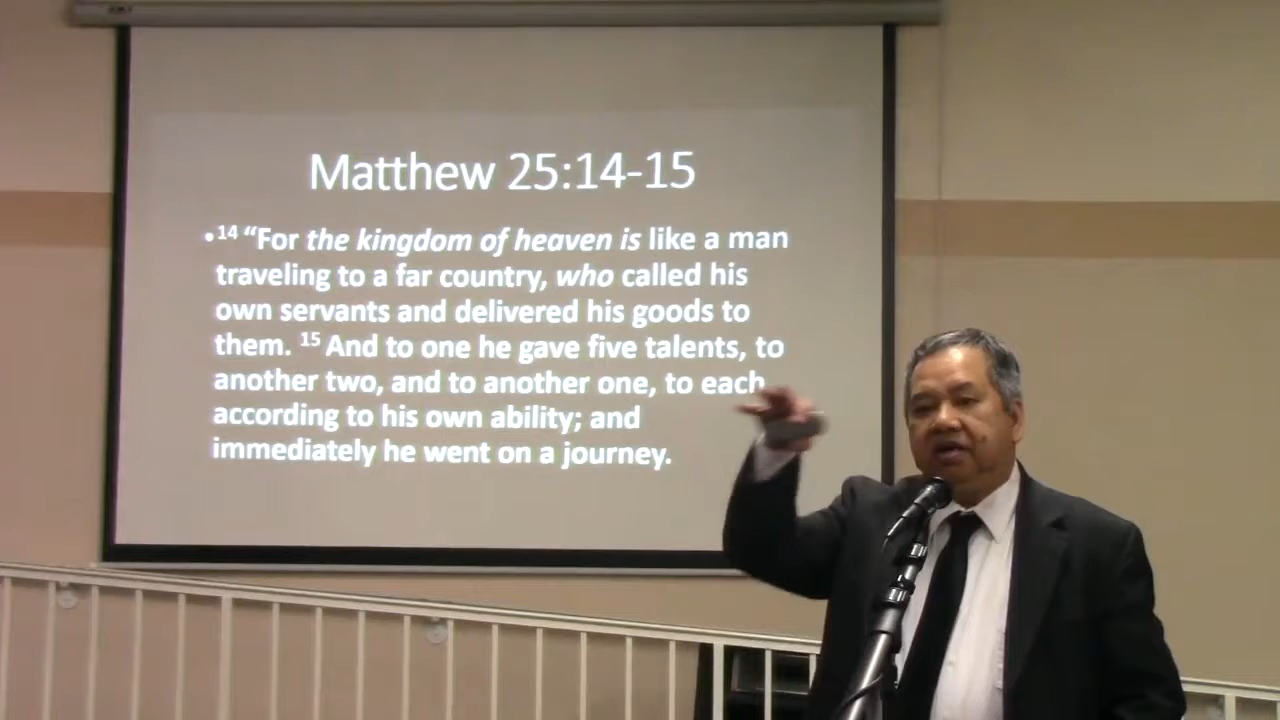 Matthew 25:14-15
•14 “For the kingdom of heaven is like a man
traveling to a far country, who called his
own servants and delivered his goods to
them. 15 And to one he gave five talents, to
another two, and to another one, to each
according to his own ability; and
immediately he went on a journey.